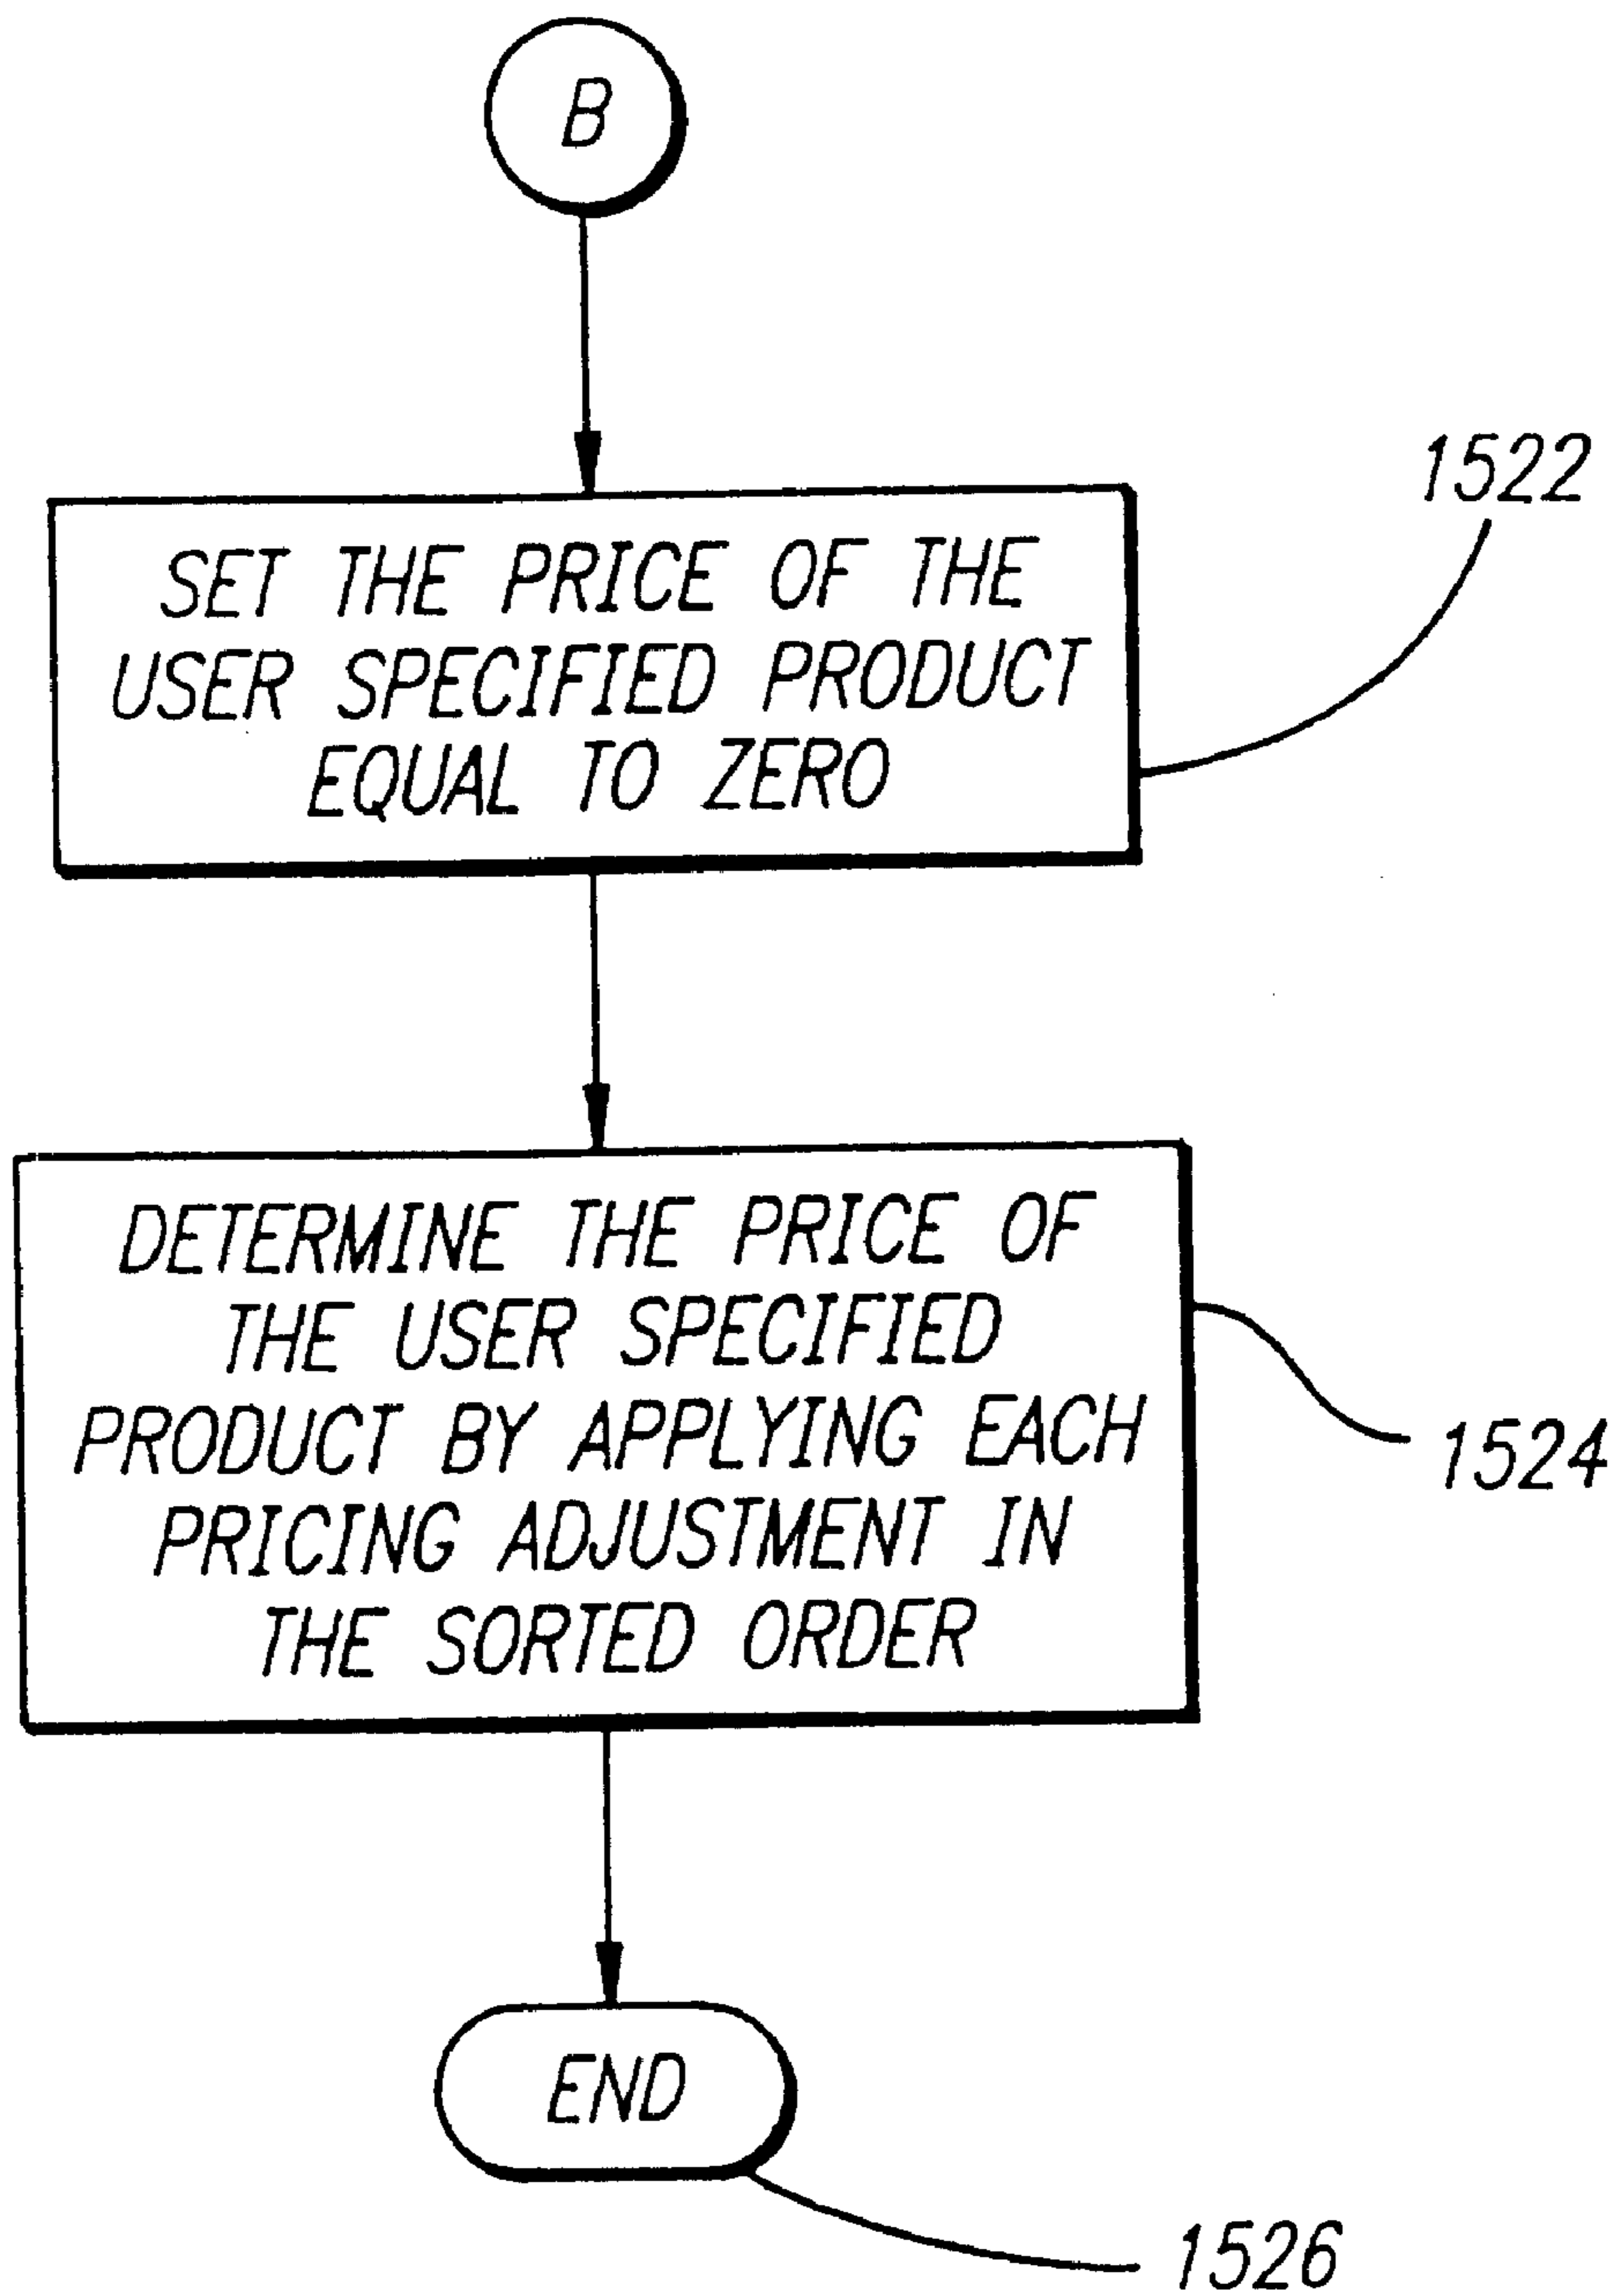 B
1522
SET THE PRICE OF THE
USER SPECIFIED PRODUCT
EQUAL TO ZERO
DETERMINE THE PRICE OF
THE USER SPECIFIED
PRODUCT BY APPLYING EACH
PRICING ADJUSTMENT IN
THE SORTED ORDER
1524
END
1526